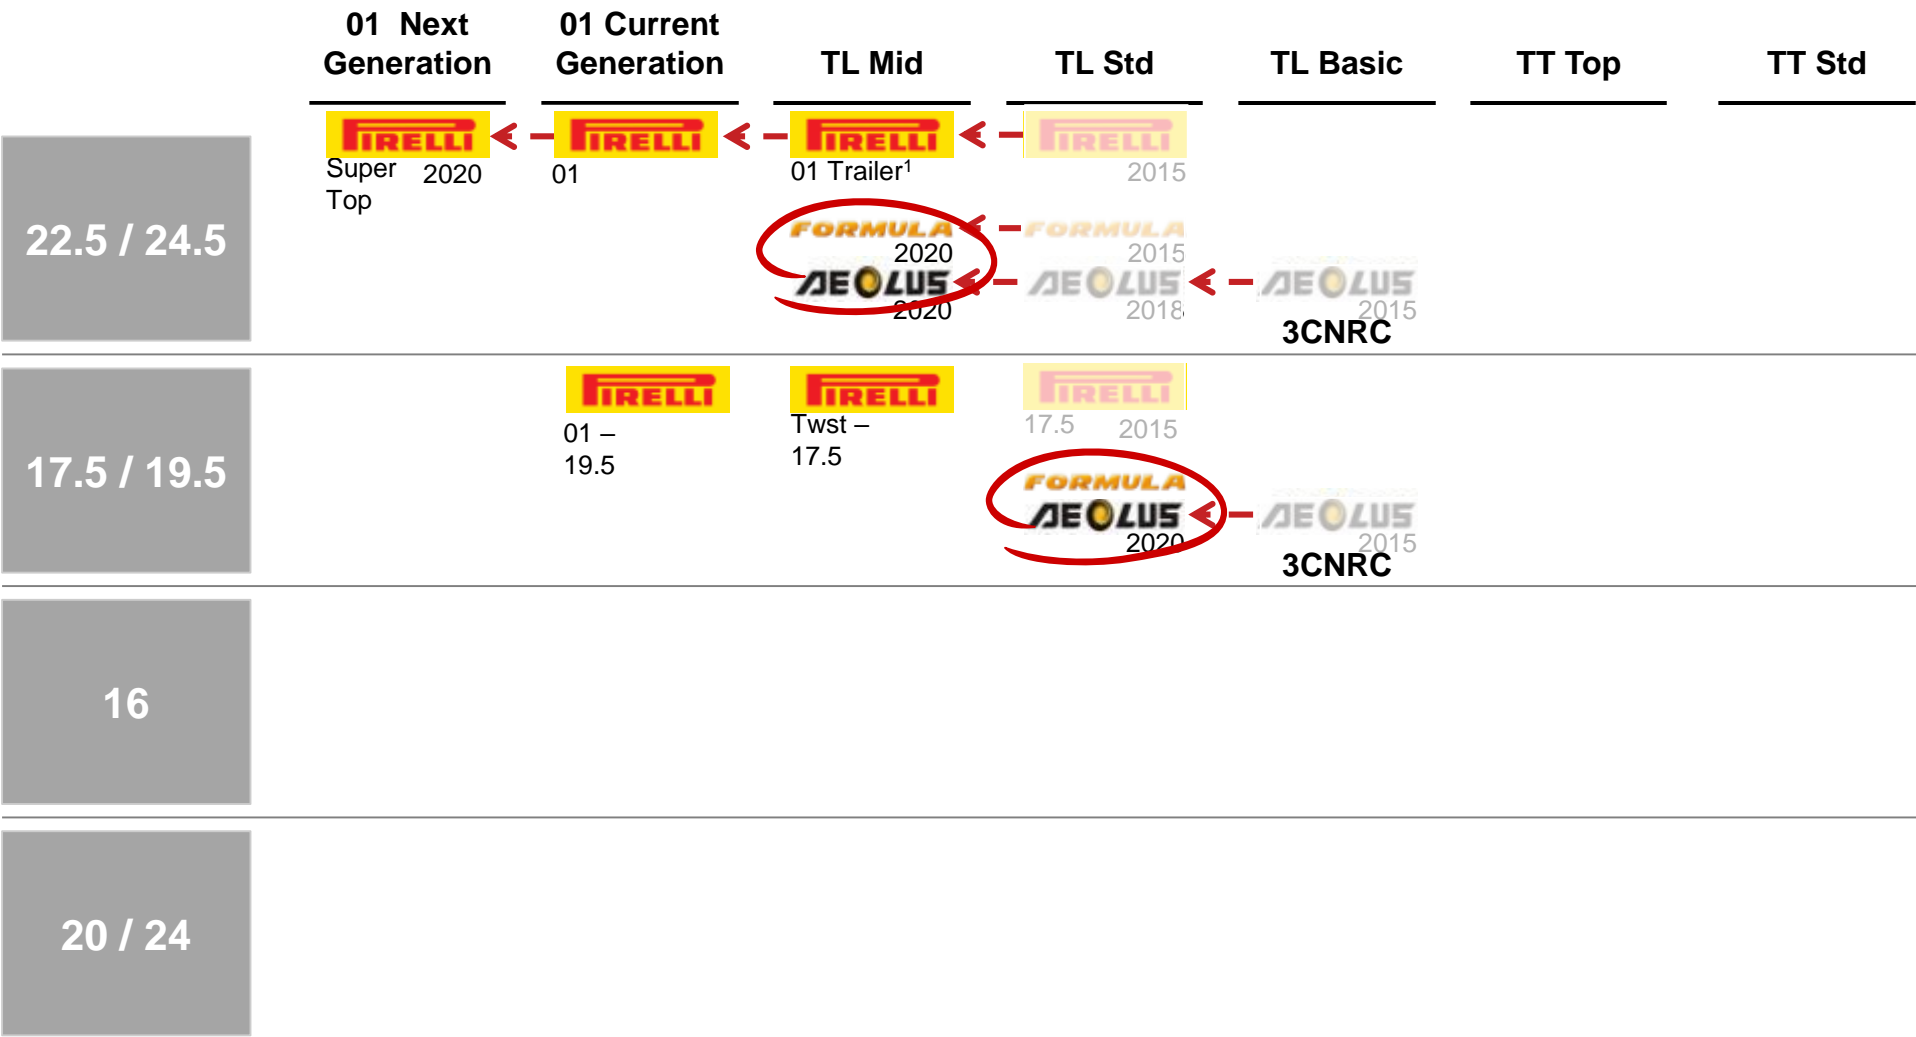 01  Next
Generation
01 Current
Generation
TL Mid
TL Std
TL Basic
TT Top
TT Std
22.5 / 24.5
PIRELLI
PIRELLI
PIRELLI
PIRELLI
Super
Top
2020
01
01 Trailer¹
2015
FORMULA
FORMULA
2020
2015
AEOLUS
AEOLUS
AEOLUS
2020
2018
2015
3CNRC
17.5 / 19.5
PIRELLI
PIRELLI
PIRELLI
01 –
19.5
Twst –
17.5
17.5
2015
FORMULA
AEOLUS
AEOLUS
2020
2015
3CNRC
16
20 / 24